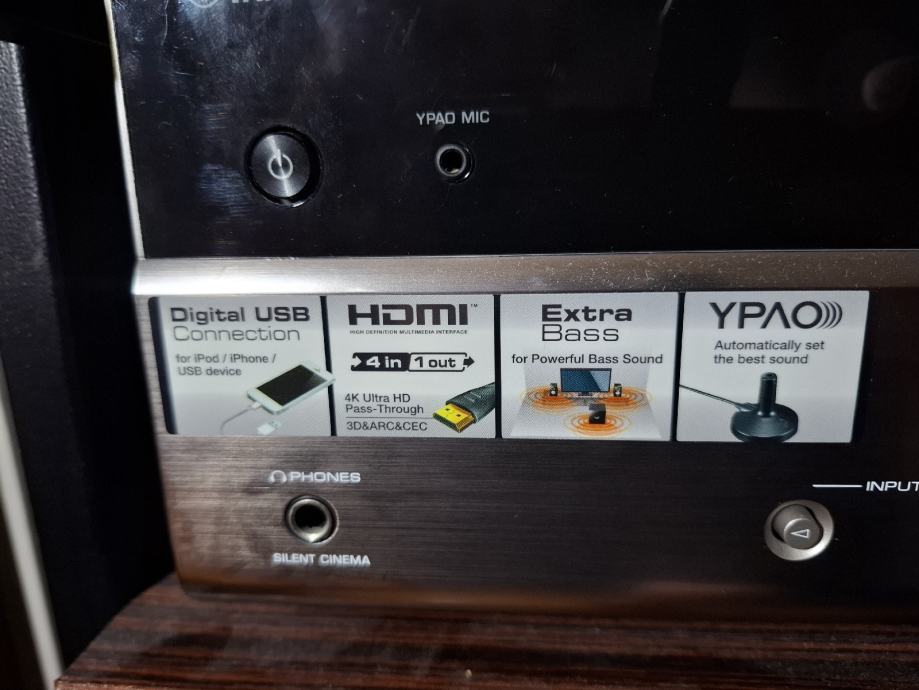 YPAO MIC
Digital USB
Connection
for iPod / iPhone /
USB device
HDMI™
HIGH DEFINITION MULTIMEDIA INTERFACE
4 in 1 out
4K Ultra HD
Pass-Through
3D&ARC&CEC
Extra
Bass
for Powerful Bass Sound
YPAO
Automatically set
the best sound
PHONES
SILENT CINEMA
INPUT